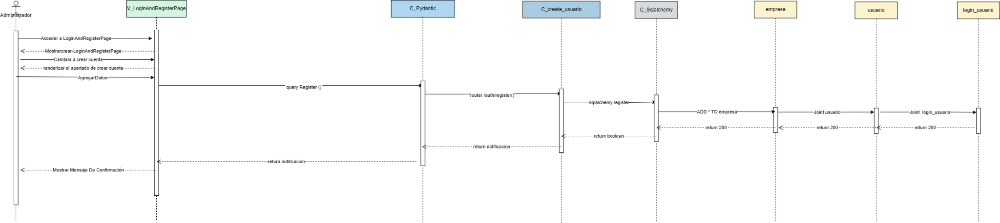 Administrador
V_LoginAndRegisterPage
C_Pydantic
C_create_usuario
C_Sqlalchemy
empresa
usuario
login_usuario
Acceder a LoginAndRegisterPage
Mostrarcrear-LoginAndRegisterPage
Cambiar a crear cuenta
renderizar el apartado de crear cuenta
AgregarDatos
query Register ()
router /auth/register()
sqlalchemy.register
ADD * TO empresa
Joint usuario
Joint login_usuario
return 200
return 200
return 200
return boolean
return notificacion
return notificacion
Mostrar Mensaje De Confirmación